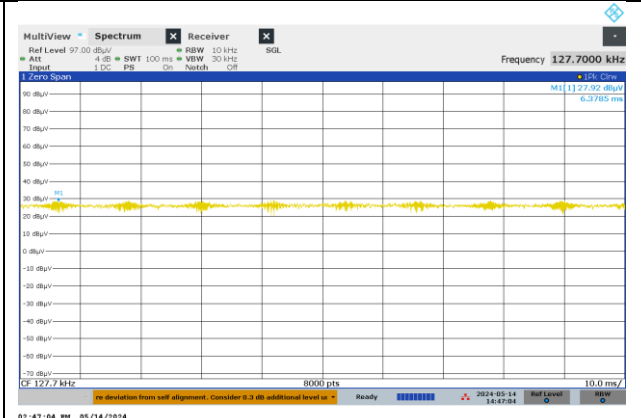 MultiView Spectrum X Receiver X
Ref Level 97.00 dBµV RBW 10 kHz SGL
Att 4 dB SWT 100 ms VBW 30 kHz Frequency 127.7000 kHz
Input 1 DC PS On Notch Off
1 Zero Span 1Pk Clrw
M1[1] 27.92 dBµV
6.3785 ms
90 dBµV
80 dBµV
70 dBµV
60 dBµV
50 dBµV
40 dBµV
M1
30 dBµV
20 dBµV
10 dBµV
0 dBµV
-10 dBµV
-20 dBµV
-30 dBµV
-40 dBµV
-50 dBµV
-60 dBµV
-70 dBµV
CF 127.7 kHz 8000 pts 10.0 ms/
re deviation from self alignment. Consider 0.3 dB additional level u Ready 2024-05-14 Ref Level RBW
14:47:04
02:47:04 PM 05/14/2024